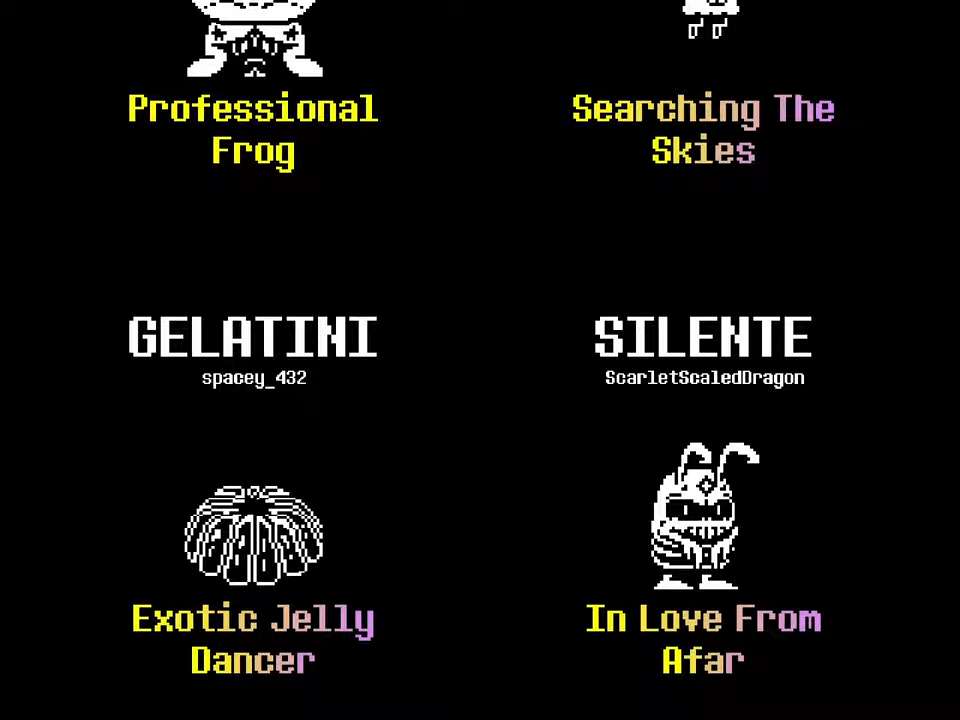 Professional
Frog
Searching The
Skies
GELATINI
spacey_432
SILENTE
ScarletScaledDragon
Exotic Jelly
Dancer
In Love From
Afar